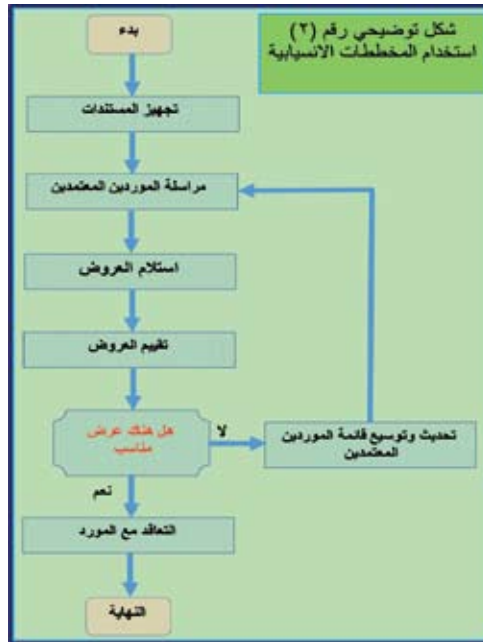 شكل توضيحي رقم (٢)
استخدام المخططات الانسيابية
بدء
تجهيز المستندات
مراسلة الموردين المعتمدين
استلام العروض
تقييم العروض
هل هناك عرض
مناسب
لا
تحديث وتوسيع قائمة الموردين
المعتمدين
نعم
التعاقد مع المورد
النهاية